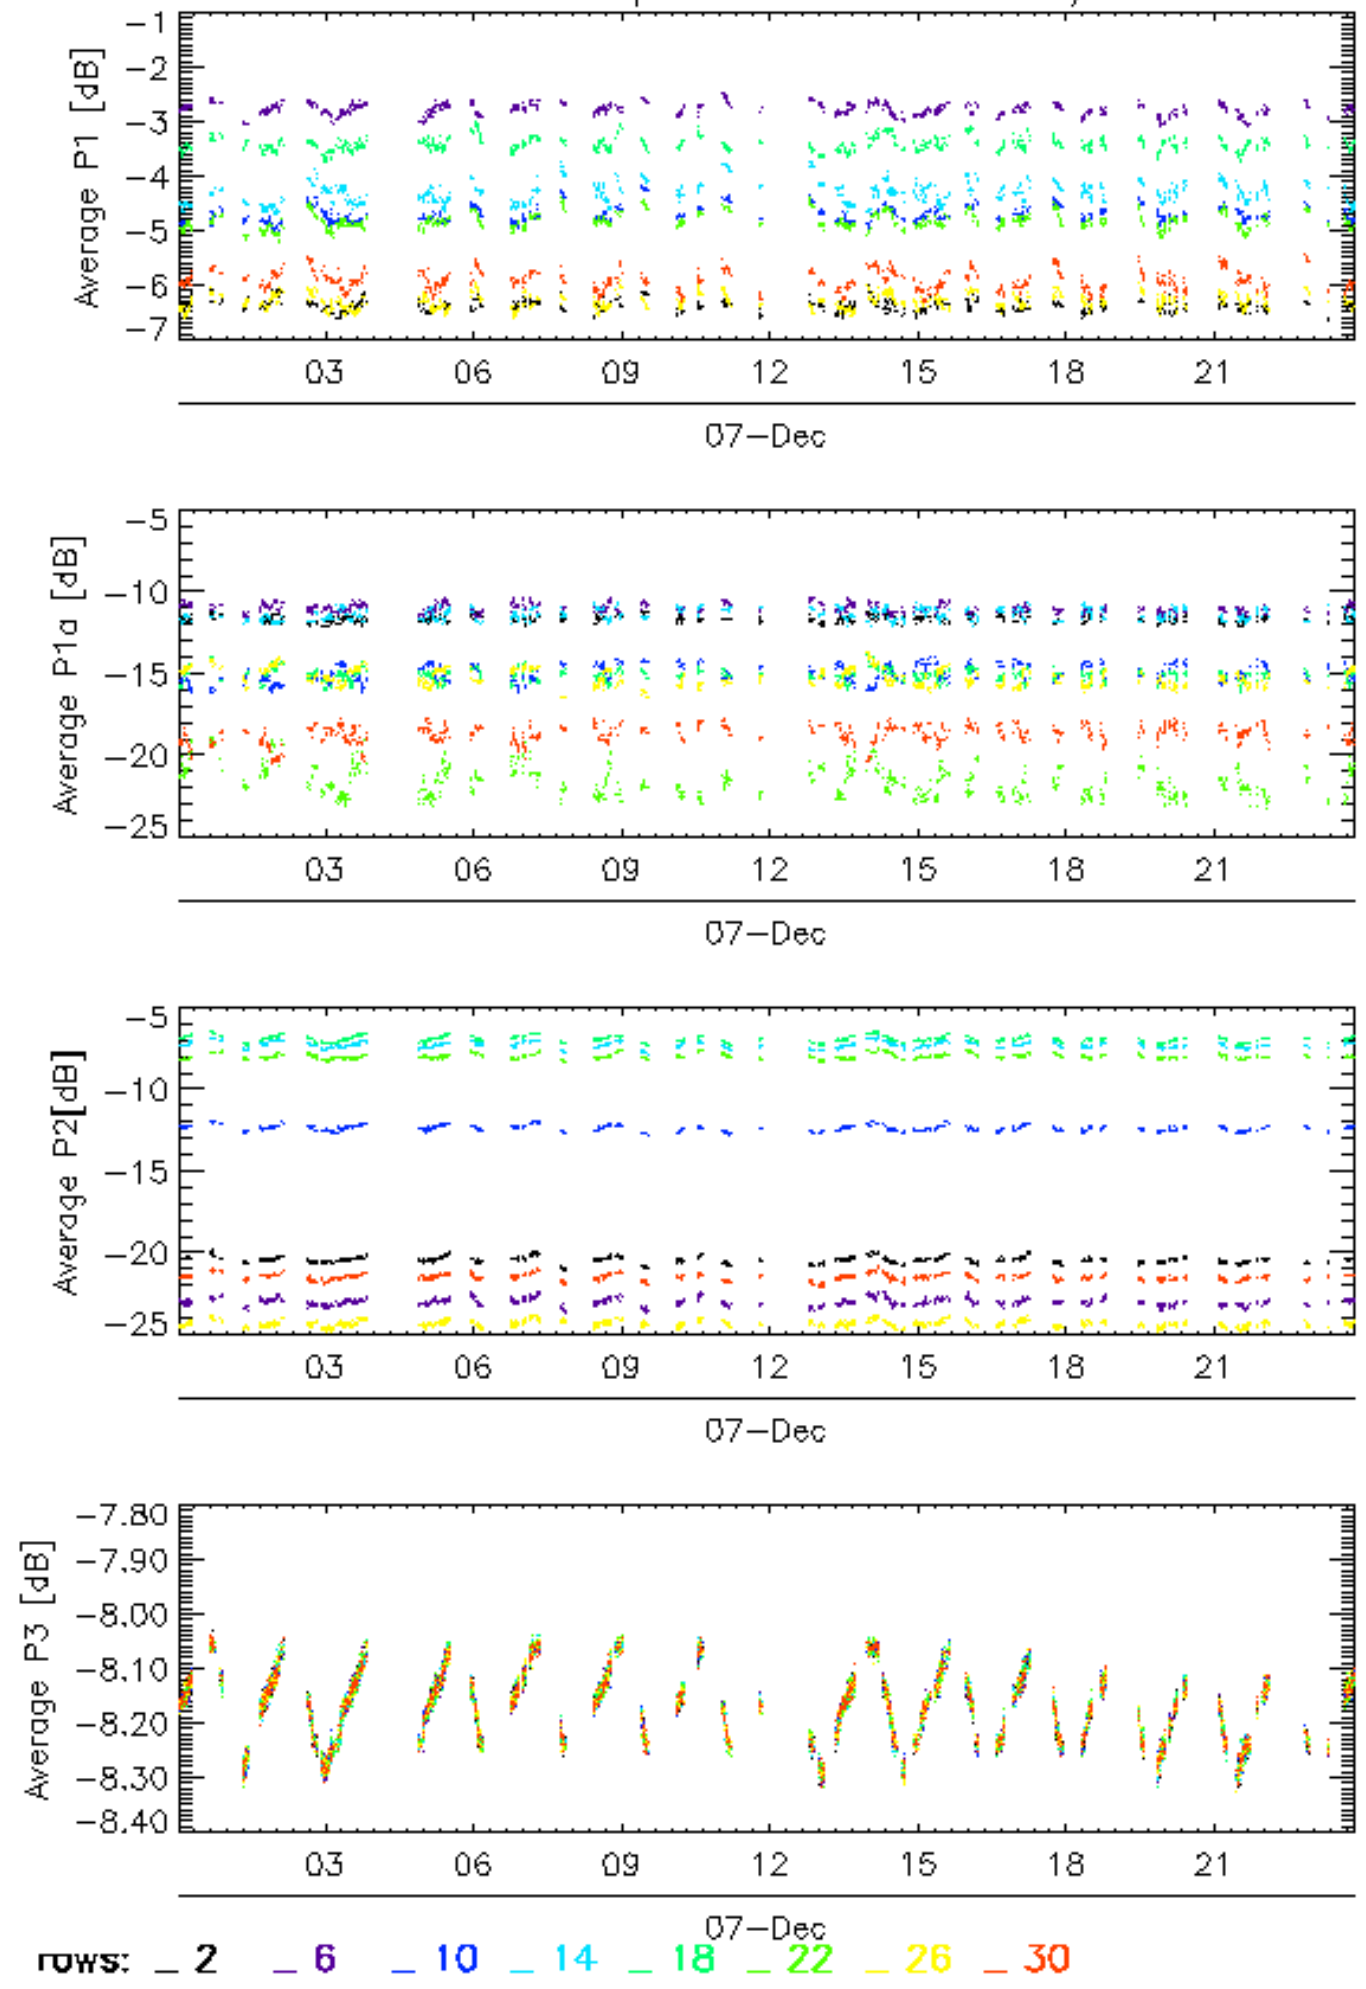 Average P1 [dB]
-1
-2
-3
-4
-5
-6
-7
03 06 09 12 15 18 21
07-Dec
Average P1a [dB]
-5
-10
-15
-20
-25
03 06 09 12 15 18 21
07-Dec
Average P2[dB]
-5
-10
-15
-20
-25
03 06 09 12 15 18 21
07-Dec
Average P3 [dB]
-7.80
-7.90
-8.00
-8.10
-8.20
-8.30
-8.40
03 06 09 12 15 18 21
07-Dec
rows: _ 2 _ 6 _ 10 _ 14 _ 18 _ 22 _ 26 _ 30